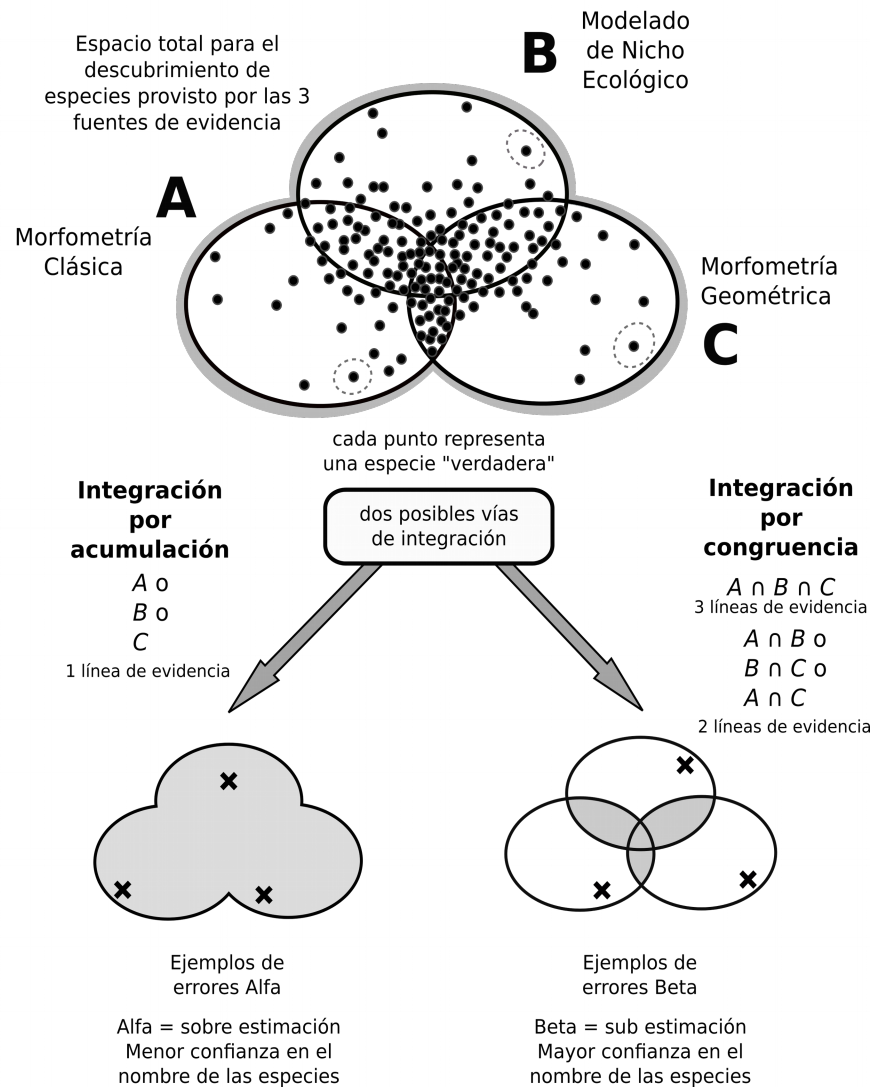 Espacio total para el
descubrimiento de
especies provisto por las 3
fuentes de evidencia
B
Modelado
de Nicho
Ecológico
A
Morfometría
Clásica
Morfometría
Geométrica
C
cada punto representa
una especie "verdadera"
dos posibles vías
de integración
Integración
por
acumulación
A o
B o
C
1 línea de evidencia
Integración
por
congruencia
A ∩ B ∩ C
3 líneas de evidencia
A ∩ B o
B ∩ C o
A ∩ C
2 líneas de evidencia
Ejemplos de
errores Alfa
Alfa = sobre estimación
Menor confianza en el
nombre de las especies
Ejemplos de
errores Beta
Beta = sub estimación
Mayor confianza en el
nombre de las especies